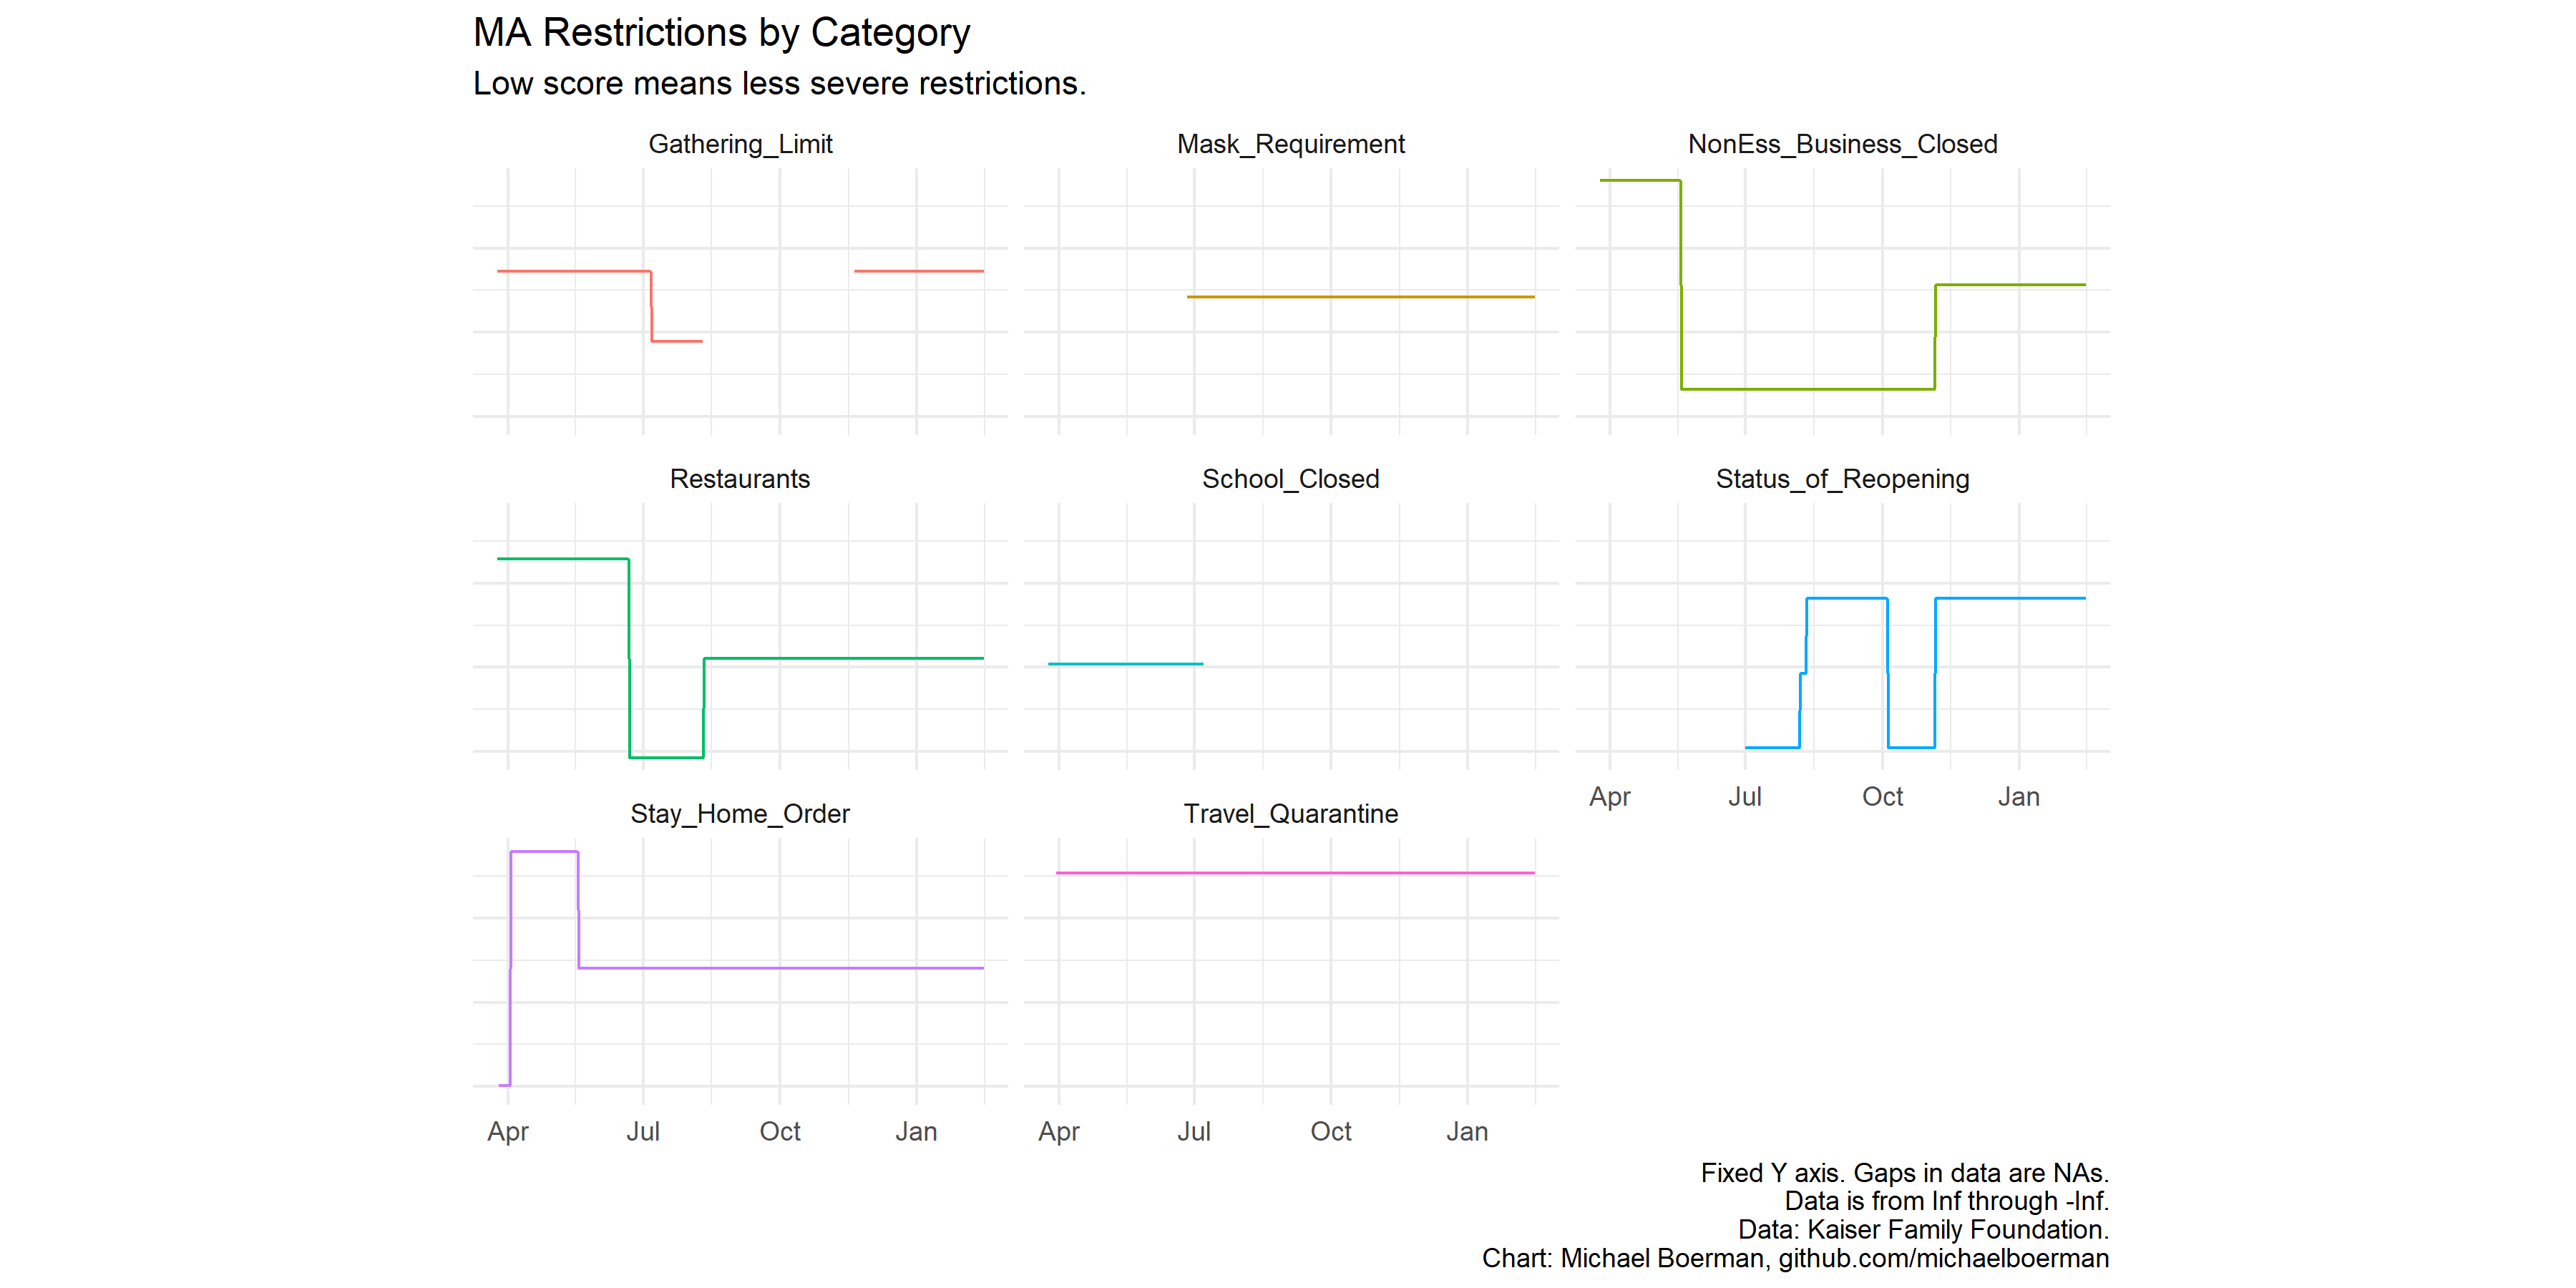 MA Restrictions by Category
Low score means less severe restrictions.
Gathering_Limit
Mask_Requirement
NonEss_Business_Closed
Restaurants
School_Closed
Status_of_Reopening
Apr Jul Oct Jan
Stay_Home_Order
Travel_Quarantine
Apr Jul Oct Jan
Apr Jul Oct Jan
Fixed Y axis. Gaps in data are NAs.
Data is from Inf through -Inf.
Data: Kaiser Family Foundation.
Chart: Michael Boerman, github.com/michaelboerman